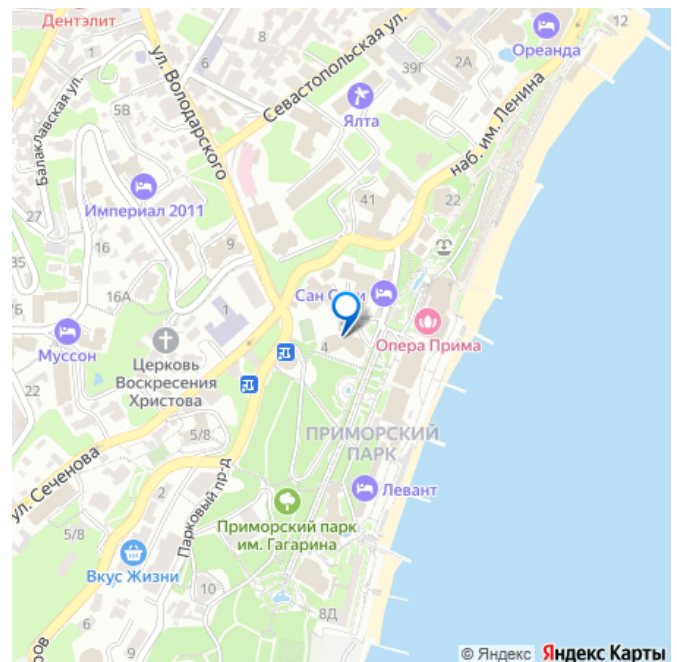 Дентэлит
12
8
Ореанда
39Г
2А
Севастопольская ул.
6
ул. Володарского
Балаклавская ул.
5В
Ялта
наб. им. Ленина
Империал 2011
41
22
27
16
9
16А
1
Муссон
4
Опера Прима
Церковь
Воскресения
Христова
22
5/8
ПРИМОРСКИЙ
ПАРК
ул. Сеченова
2
Парковый пр-д
Левант
5/8
Приморский парк
им. Гагарина
Вкус Жизни
10
8Д
6
9
© Яндекс Яндекс Карты